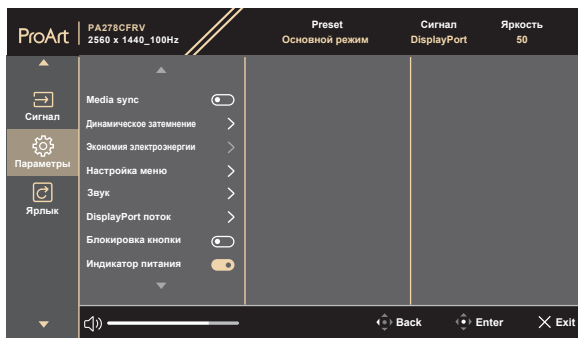 ProArt
PA278CFRV
2560 x 1440_100Hz
Preset
Основной режим
Сигнал
DisplayPort
Яркость
50
Сигнал
Параметры
Ярлык
Media sync
Динамическое затемнение
Экономия электроэнергии
Настройка меню
Звук
DisplayPort поток
Блокировка кнопки
Индикатор питания
Back
Enter
Exit